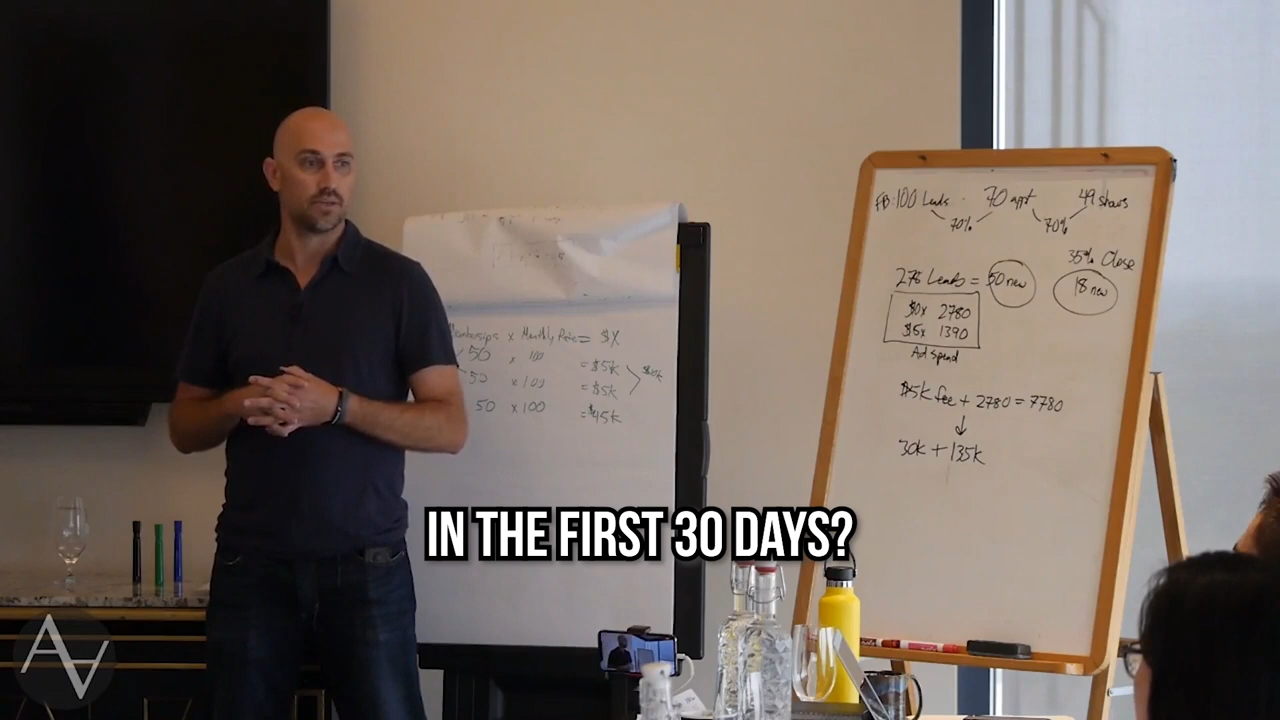 Memberships x Monthly Rate = $X
50 x 100 = $5k
50 x 100 = $5k
50 x 100 = $45k
FB: 100 Leads 70 appt 49 shows
70% 70%
35% Close
278 Leads = 50 new 18 new
$10x 2780
$5x 1390
Ad spend
$5k fee + 2780 = 7780
30k + 135k
IN THE FIRST 30 DAYS?
AA